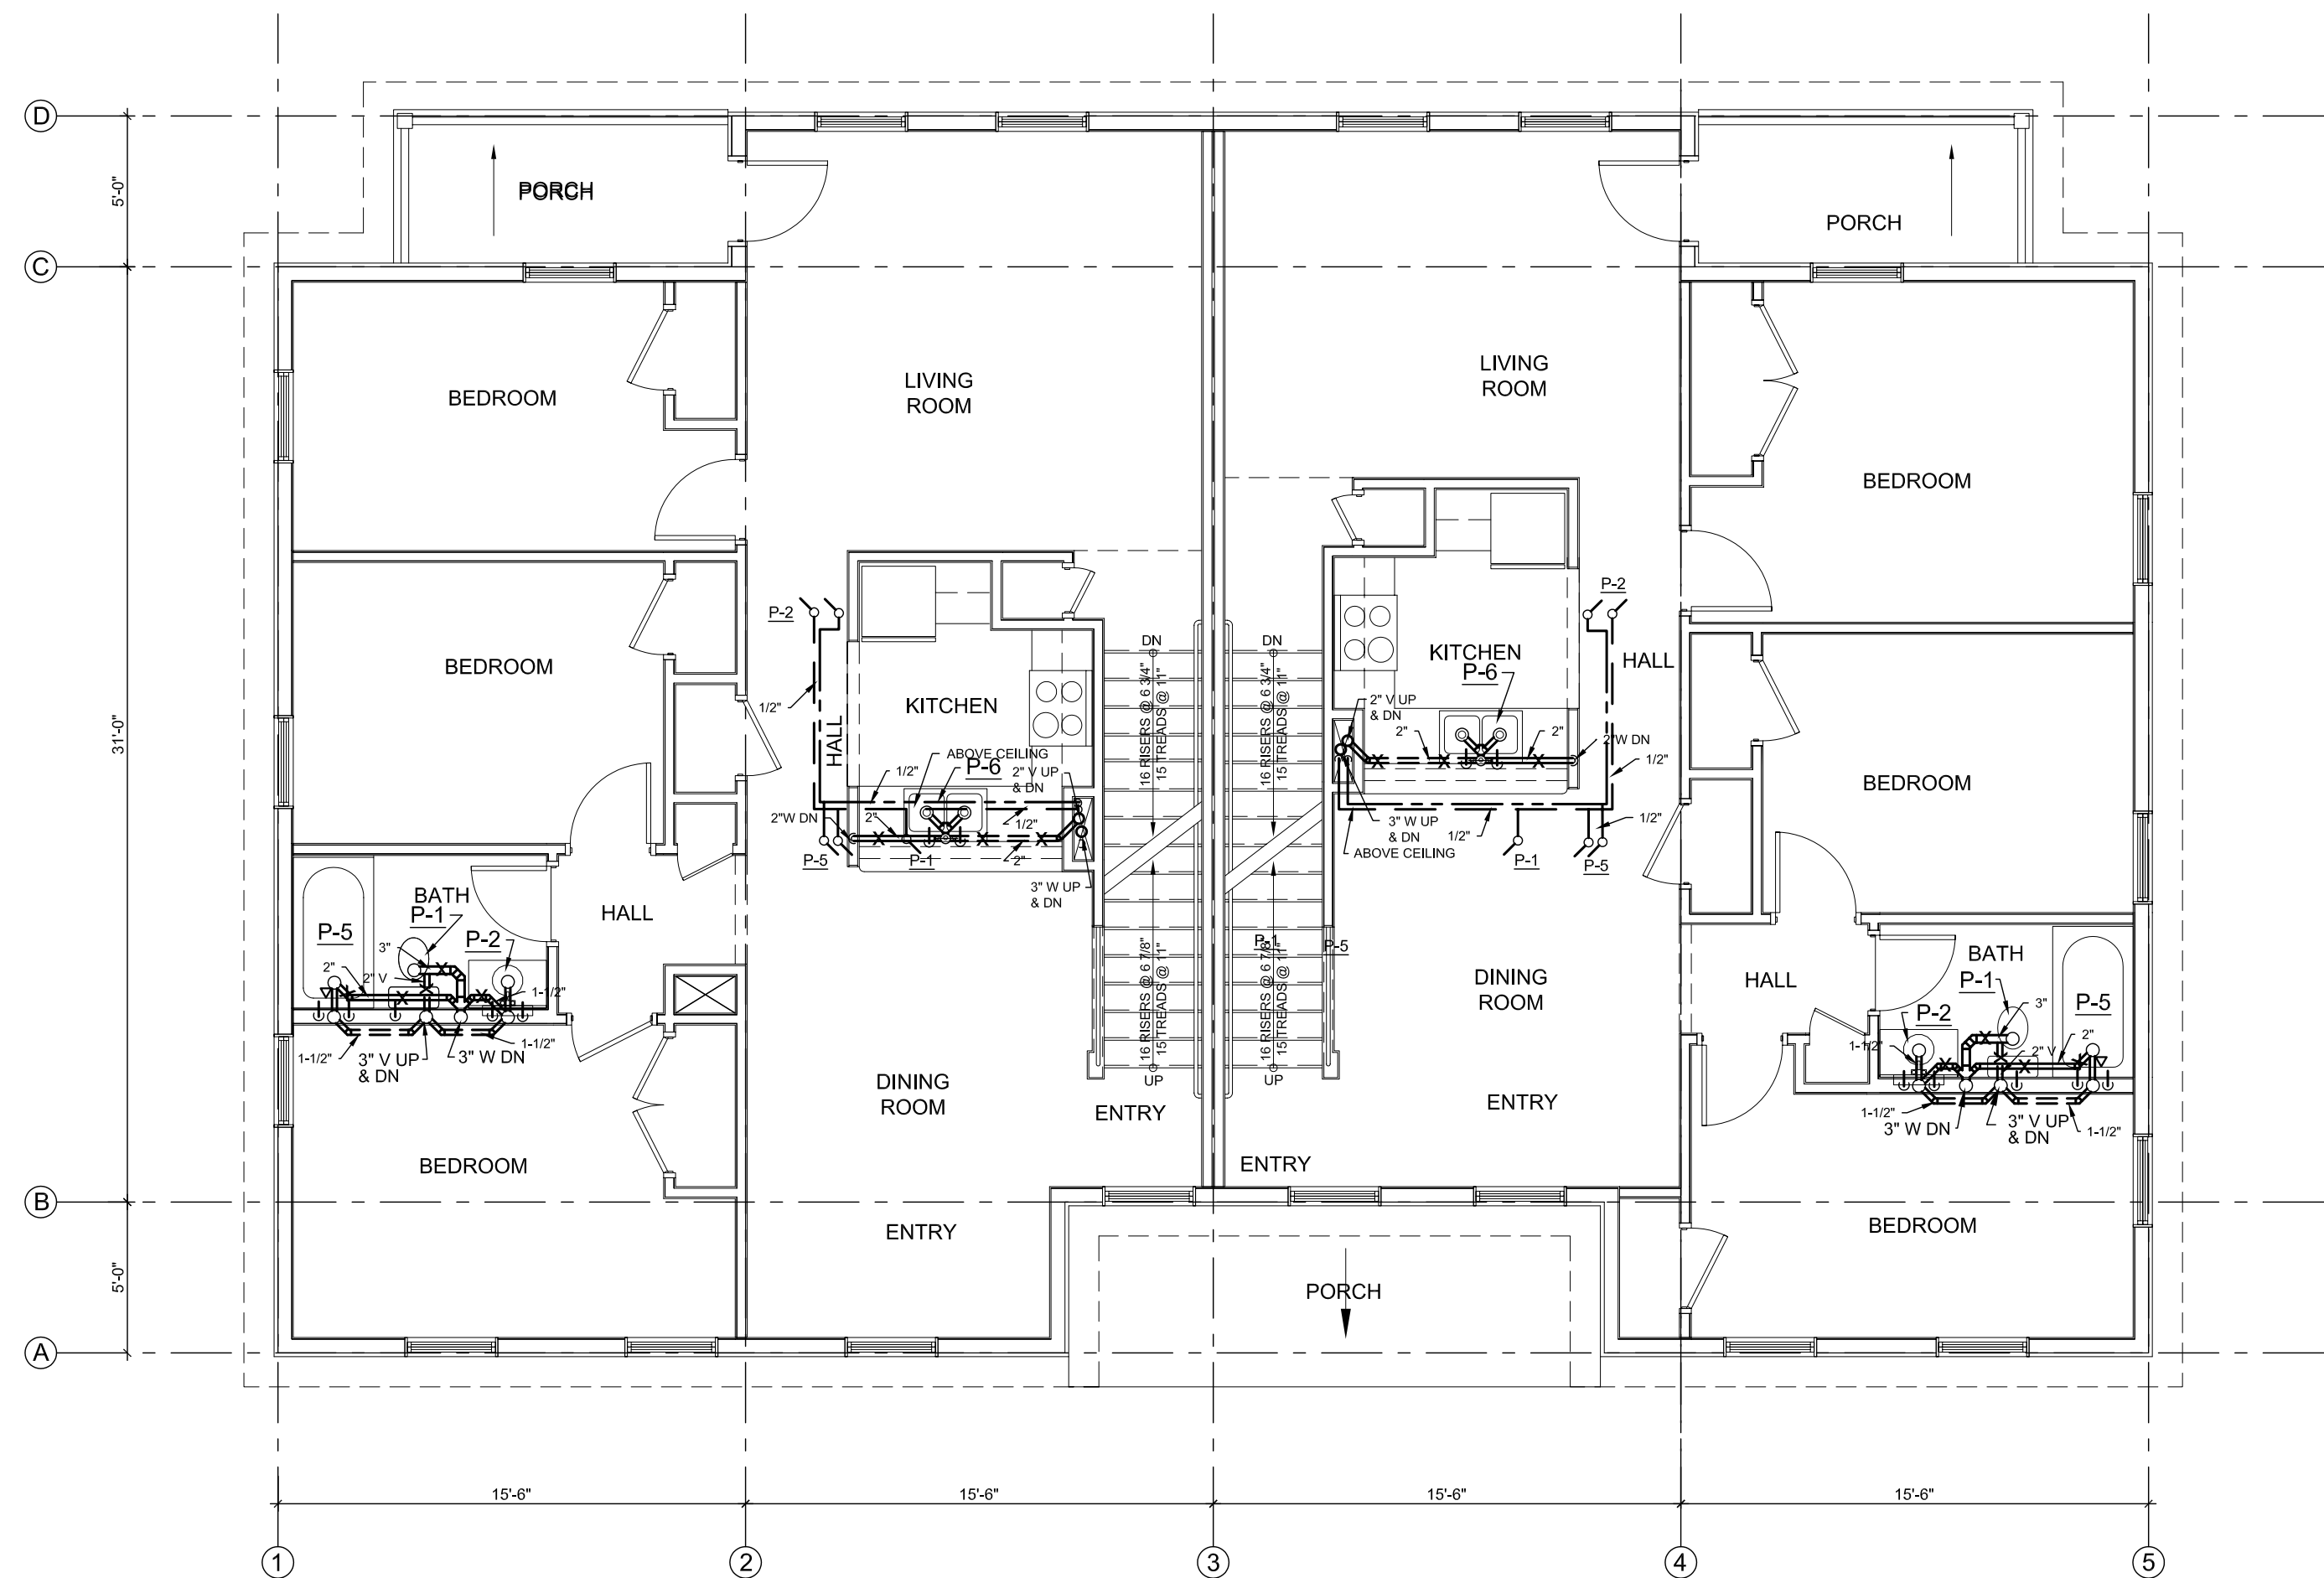 D
5'-0"
PORCH
PORCH
PORCH
C
LIVING
ROOM
LIVING
ROOM
BEDROOM
BEDROOM
P-2
P-2
BEDROOM
DN
DN
KITCHEN
P-6
HALL
16 RISERS @ 6 3/4"
15 TREADS @ 11"
16 RISERS @ 6 3/4"
15 TREADS @ 11"
1/2"
KITCHEN
HALL
2" V UP
& DN
2"
2"
2"W DN
31'-0"
ABOVE CEILING
1/2"
P-6
2" V UP
& DN
1/2"
BEDROOM
2"W DN
2"
1/2"
3" W UP
& DN
1/2"
1/2"
P-5
P-1
2"
ABOVE CEILING
P-1
P-5
3" W UP
& DN
BATH
P-1
HALL
P-5
P-2
3"
P-1
P-5
BATH
2"
2" V
1-1/2"
16 RISERS @ 6 7/8"
15 TREADS @ 11"
16 RISERS @ 6 7/8"
15 TREADS @ 11"
DINING
ROOM
HALL
P-1
P-5
P-2
3"
2"
1-1/2"
2" V
1-1/2"
3" V UP
& DN
3" W DN
1-1/2"
UP
UP
DINING
ROOM
ENTRY
ENTRY
1-1/2"
3" W DN
3" V UP
& DN
1-1/2"
BEDROOM
ENTRY
B
ENTRY
BEDROOM
5'-0"
PORCH
A
15'-6"
15'-6"
15'-6"
15'-6"
1
2
3
4
5